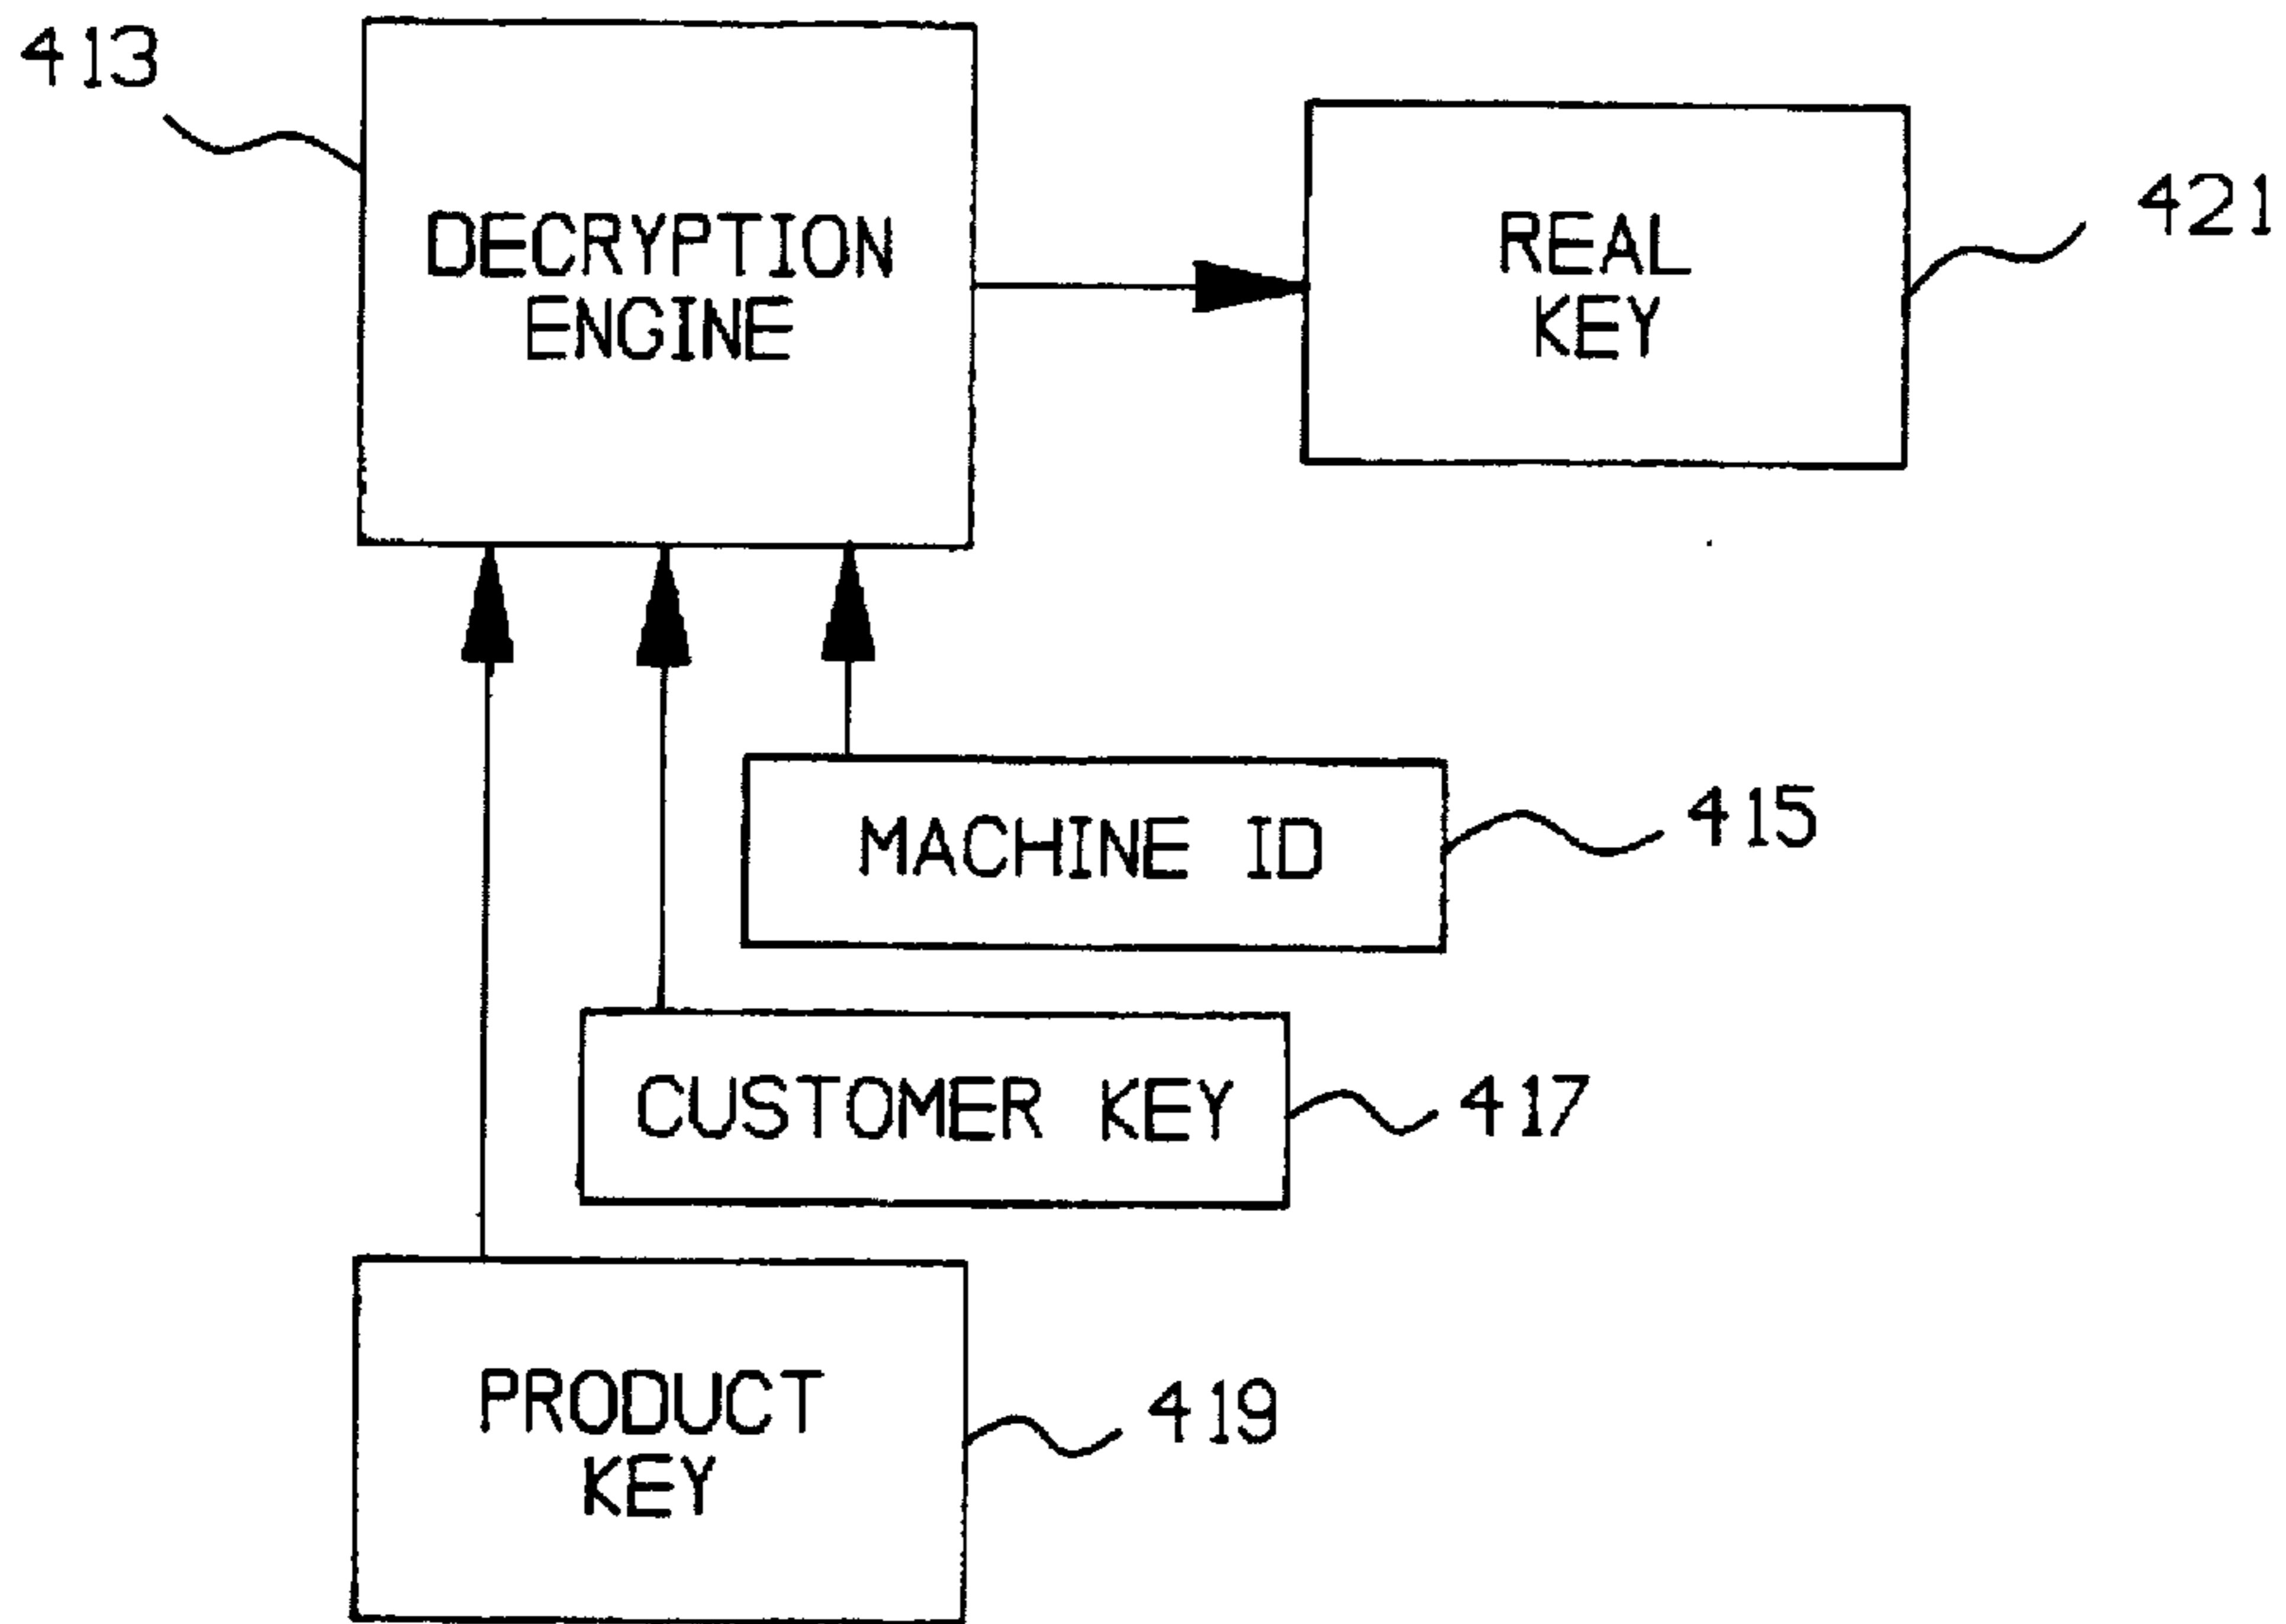 413
DECRYPTION
ENGINE
REAL
KEY
421
MACHINE ID
415
CUSTOMER KEY
417
PRODUCT
KEY
419